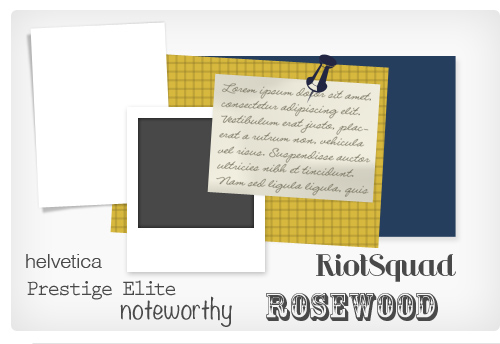 Lorem ipsum dolor sit amet,
consectetur adipiscing elit.
Vestibulum erat justo, plac-
erat a rutrum non, vehicula
vel risus. Suspendisse auctor
ultricies nibh et tincidunt.
Nam sed ligula ligula, quis
helvetica
RiotSquad
Prestige Elite
noteworthy
ROSEWOOD